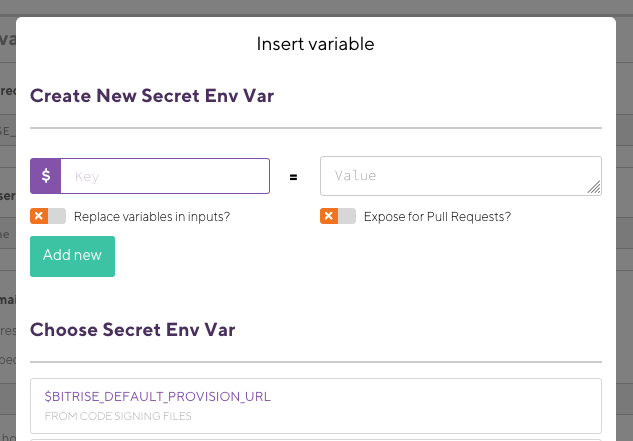 Insert variable
Create New Secret Env Var
$ Key = Value
Replace variables in inputs? Expose for Pull Requests?
Add new
Choose Secret Env Var
$BITRISE_DEFAULT_PROVISION_URL
FROM CODE SIGNING FILES